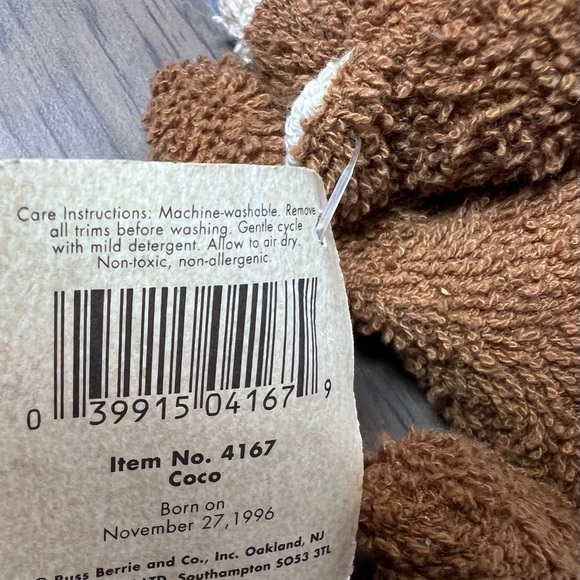 Care Instructions: Machine-washable. Remove
all trims before washing. Gentle cycle
with mild detergent. Allow to air dry.
Non-toxic, non-allergenic.
0 39915 04167 9
Item No. 4167
Coco
Born on
November 27, 1996
© Russ Berrie and Co., Inc. Oakland, NJ
LTD. Southampton SO53 3TL